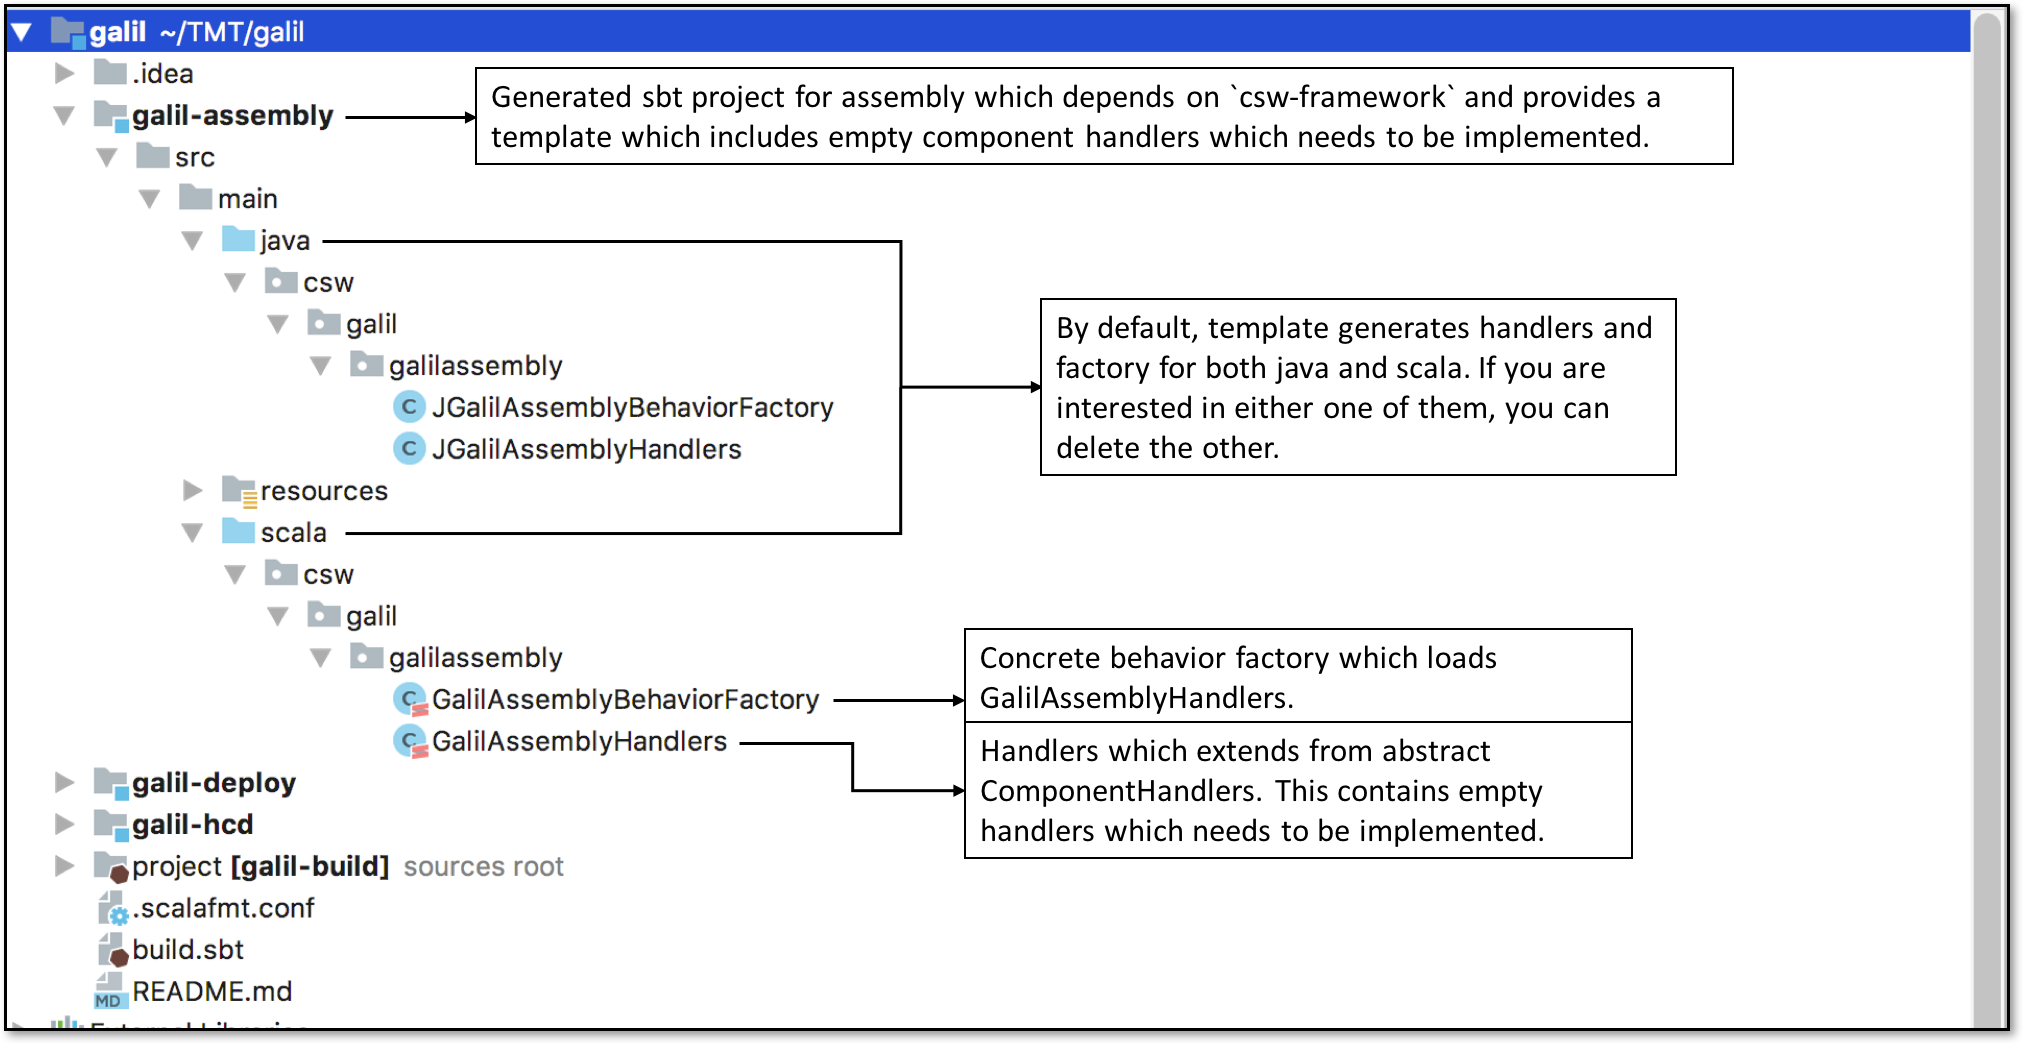 galil ~/TMT/galil
.idea
galil-assembly
Generated sbt project for assembly which depends on `csw-framework` and provides a
template which includes empty component handlers which needs to be implemented.
src
main
java
csw
galil
galilassembly
JGalilAssemblyBehaviorFactory
JGalilAssemblyHandlers
By default, template generates handlers and
factory for both java and scala. If you are
interested in either one of them, you can
delete the other.
resources
scala
csw
galil
galilassembly
GalilAssemblyBehaviorFactory
GalilAssemblyHandlers
Concrete behavior factory which loads
GalilAssemblyHandlers.
Handlers which extends from abstract
ComponentHandlers. This contains empty
handlers which needs to be implemented.
galil-deploy
galil-hcd
project [galil-build] sources root
.scalafmt.conf
build.sbt
README.md
External Libraries